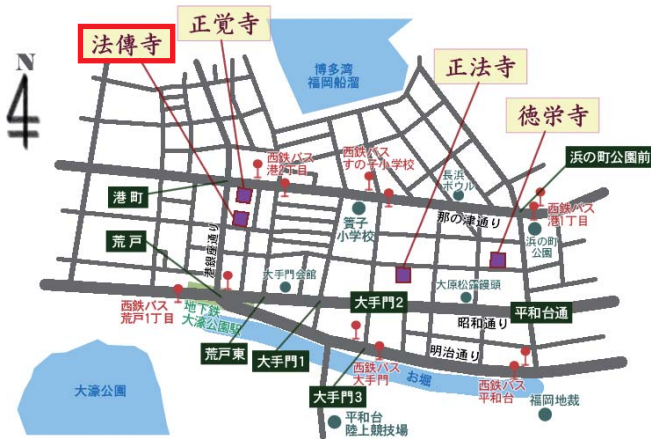 正覚寺
法傳寺
N
博多湾
福岡船溜
正法寺
徳栄寺
西鉄バス
港2丁目
西鉄バス
すの子小学校
浜の町公園前
長浜
ボウル
港町
簀子
小学校
那の津通り
西鉄バス
港1丁目
浜の町
公園
荒戸
港銀座通り
大手門会館
大原松露饅頭
西鉄バス
荒戸1丁目
地下鉄
大濠公園駅
大手門2
平和台通
昭和通り
荒戸東
大手門1
明治通り
西鉄バス
大手門
お堀
西鉄バス
平和台
大濠公園
大手門3
平和台
陸上競技場
福岡地裁